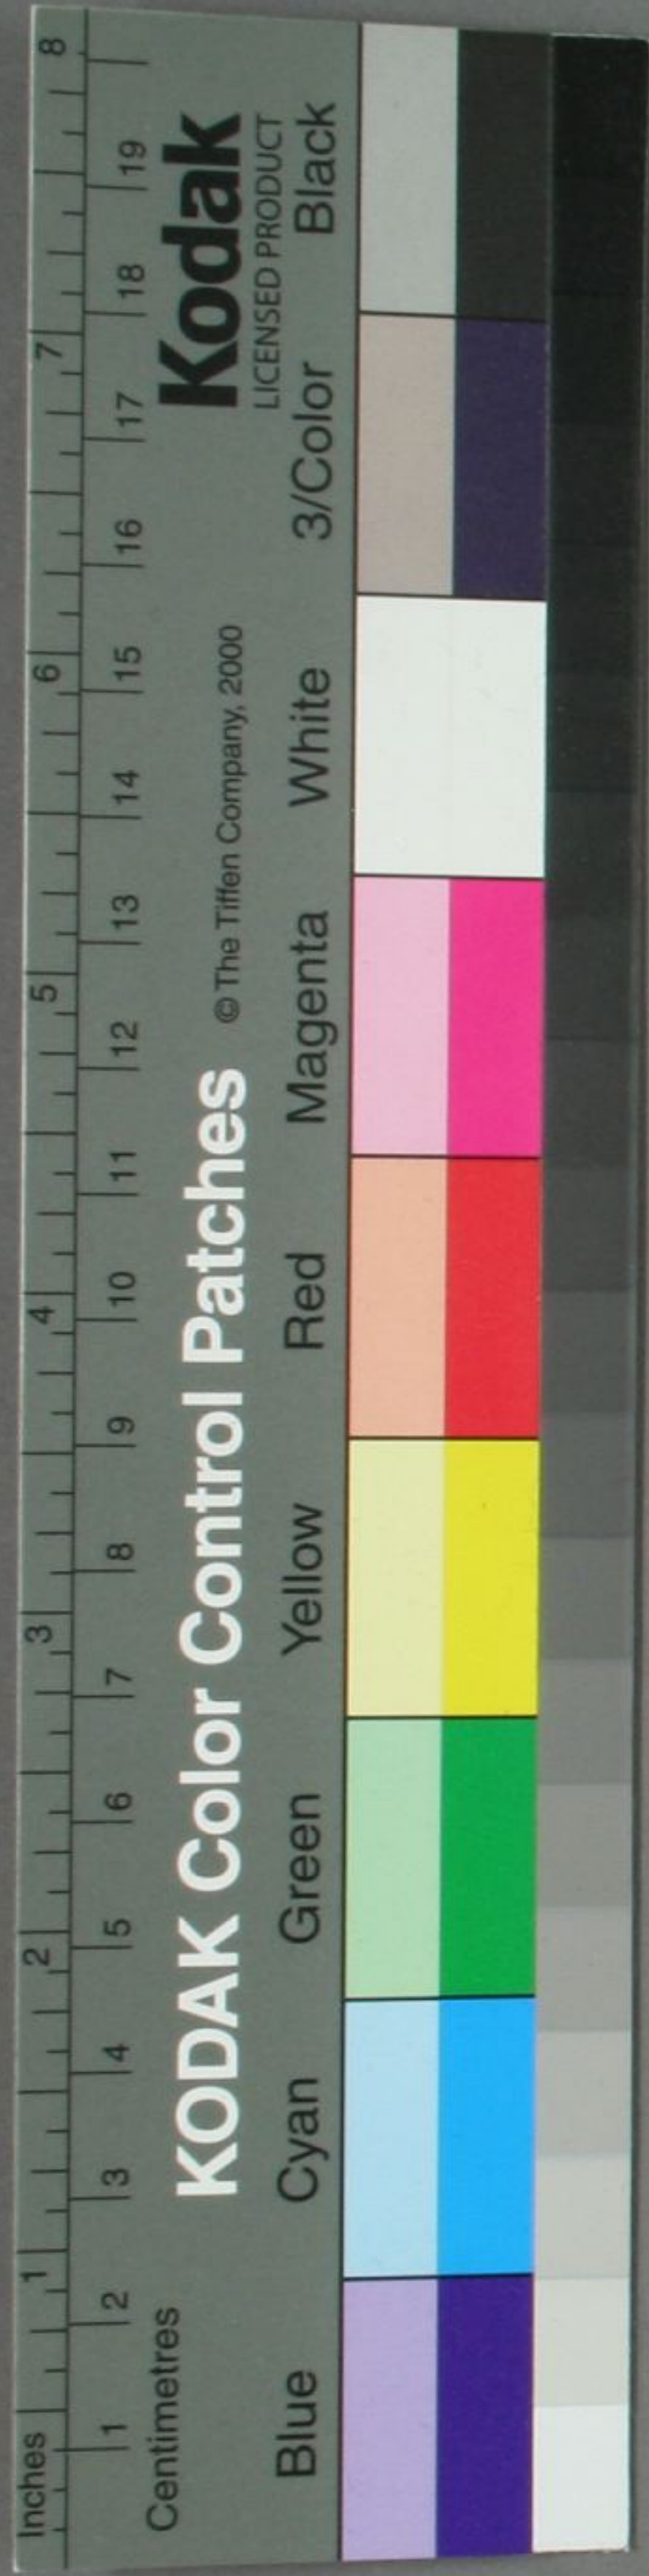 Inches 1 2 3 4 5 6 7 8
1 2 3 4 5 6 7 8 9 10 11 12 13 14 15 16 17 18 19
Centimetres
KODAK Color Control Patches © The Tiffen Company, 2000 Kodak
LICENSED PRODUCT
Blue Cyan Green Yellow Red Magenta White 3/Color Black